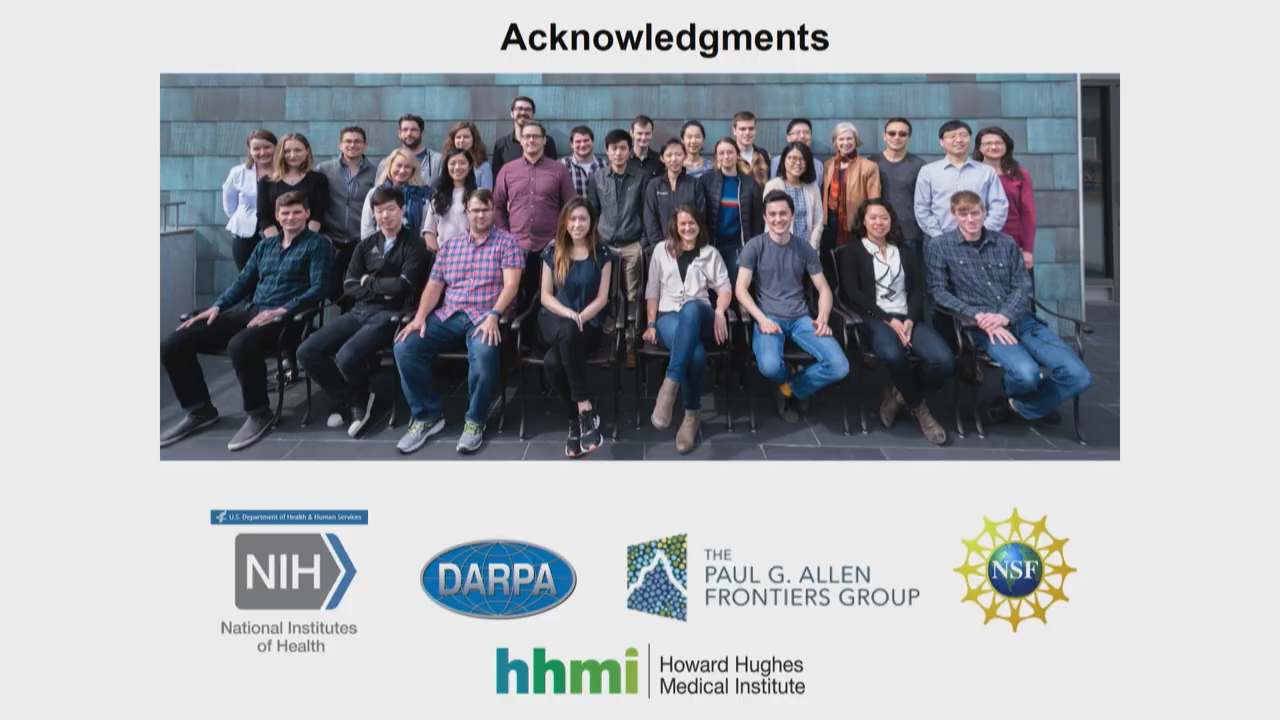 Acknowledgments
U.S. Department of Health & Human Services
NIH
National Institutes
of Health
DARPA
THE
PAUL G. ALLEN
FRONTIERS GROUP
NSF
hhmi
Howard Hughes
Medical Institute